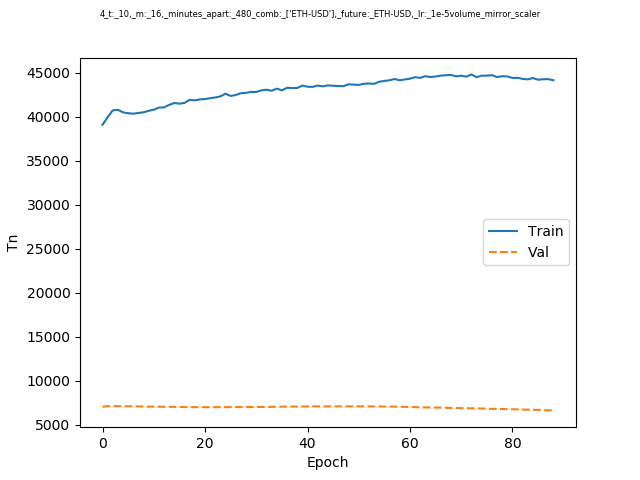 4_t:_10,_m:_16,_minutes_apart:_480_comb:_['ETH-USD'],_future:_ETH-USD,_lr:_1e-5volume_mirror_scaler
45000
40000
35000
30000
25000
20000
15000
10000
5000
Tn
Train
Val
0 20 40 60 80
Epoch